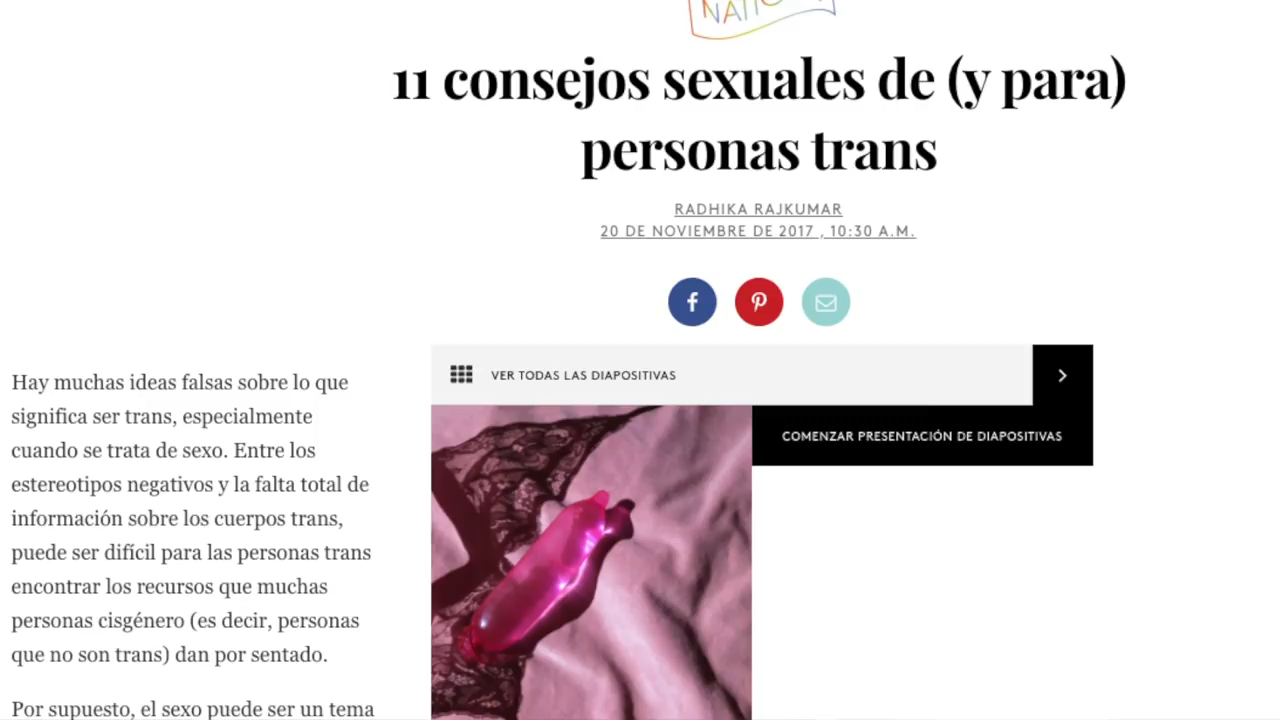 NATION
11 consejos sexuales de (y para)
personas trans
RADHIKA RAJKUMAR
20 DE NOVIEMBRE DE 2017 , 10:30 A.M.
VER TODAS LAS DIAPOSITIVAS
COMENZAR PRESENTACIÓN DE DIAPOSITIVAS
Hay muchas ideas falsas sobre lo que
significa ser trans, especialmente
cuando se trata de sexo. Entre los
estereotipos negativos y la falta total de
información sobre los cuerpos trans,
puede ser difícil para las personas trans
encontrar los recursos que muchas
personas cisgénero (es decir, personas
que no son trans) dan por sentado.
Por supuesto, el sexo puede ser un tema